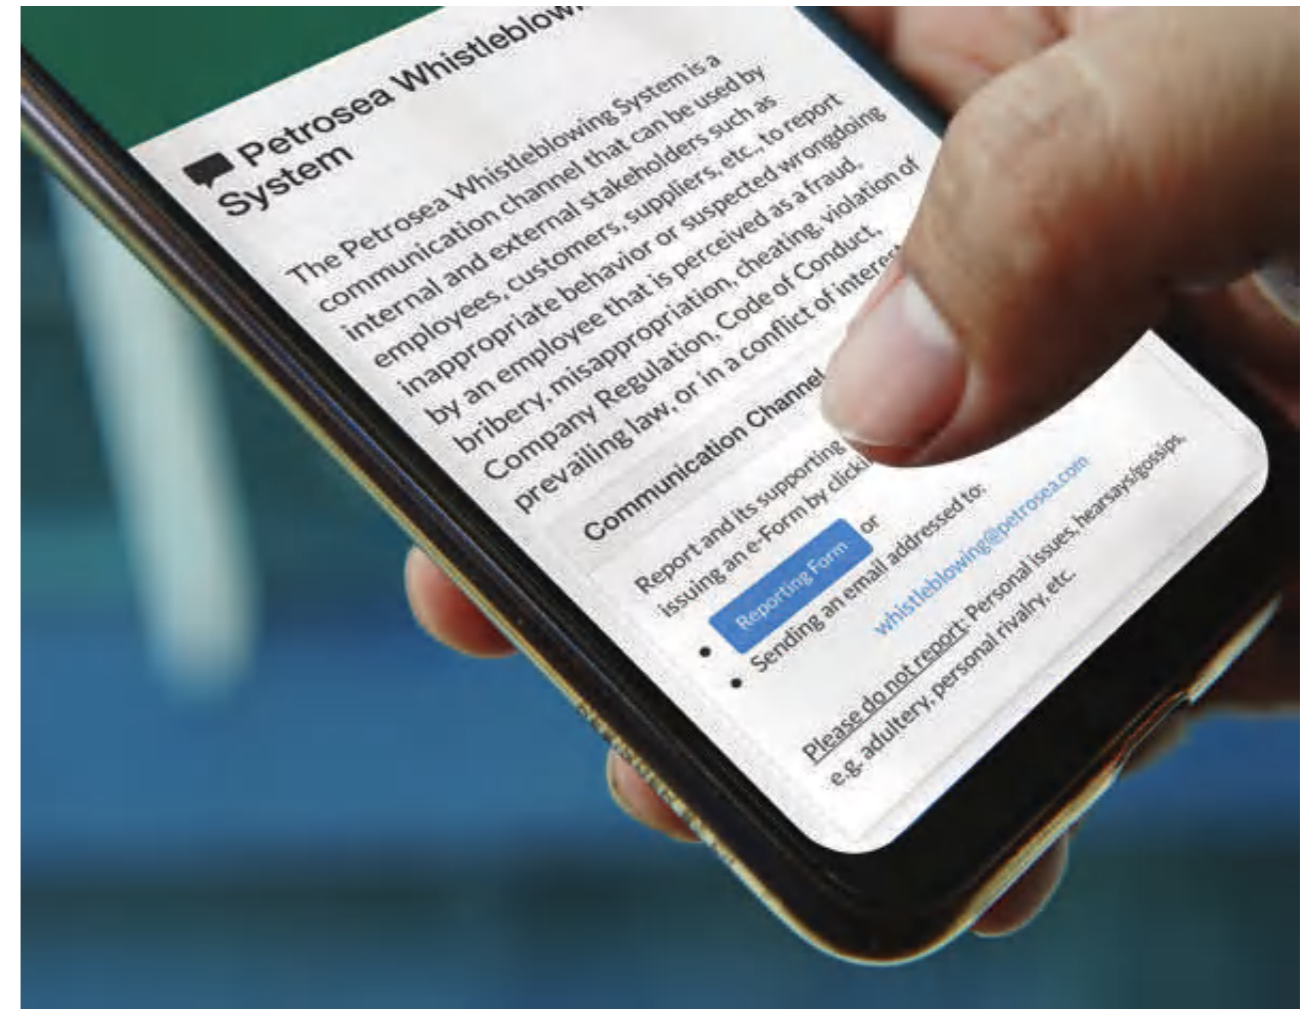 Petrosea Whistleblowing
System
The Petrosea Whistleblowing System is a
communication channel that can be used by
internal and external stakeholders such as
employees, customers, suppliers, etc., to report
inappropriate behavior or suspected wrongdoing
by an employee that is perceived as a fraud,
bribery, misappropriation, cheating, violation of
Company Regulation, Code of Conduct,
prevailing law, or in a conflict of interest
Communication Channel
Report and its supporting
issuing an e-Form by
Reporting Form or
Sending an email addressed to:
whistleblowing@petrosea.com
Please do not report: Personal issues, hearsays/gossips,
e.g. adultery, personal rivalry, etc.